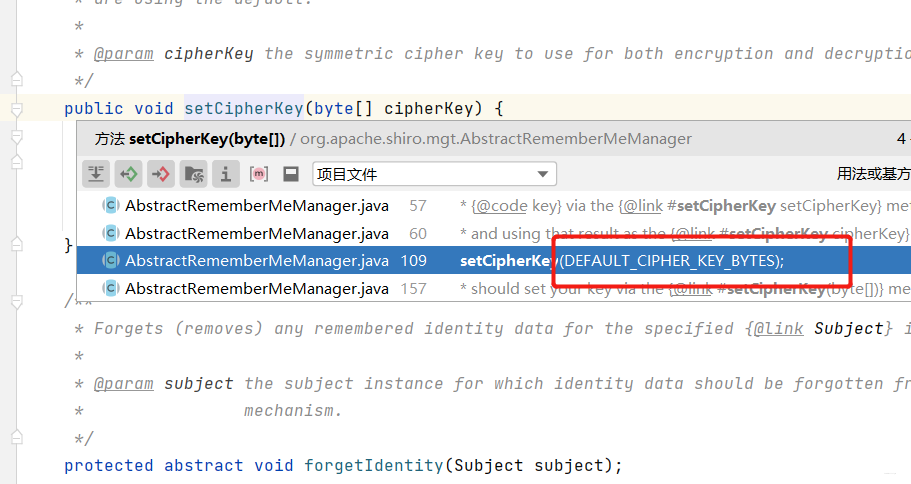 * are using the default.
*
* @param cipherKey the symmetric cipher key to use for both encryption and decryptio
*/
public void setCipherKey(byte[] cipherKey) {
方法 setCipherKey(byte[]) / org.apache.shiro.mgt.AbstractRememberMeManager 4
项目文件 用法或基方
AbstractRememberMeManager.java 57 * {@code key} via the {@link #setCipherKey setCipherKey} me
AbstractRememberMeManager.java 60 * and using that result as the {@link #setCipherKey cipherKey}
}
AbstractRememberMeManager.java 109 setCipherKey(DEFAULT_CIPHER_KEY_BYTES);
AbstractRememberMeManager.java 157 * should set your key via the {@link #setCipherKey(byte[])} me
/**
* Forgets (removes) any remembered identity data for the specified {@link Subject} i
*
* @param subject the subject instance for which identity data should be forgotten fr
* mechanism.
*/
protected abstract void forgetIdentity(Subject subject);